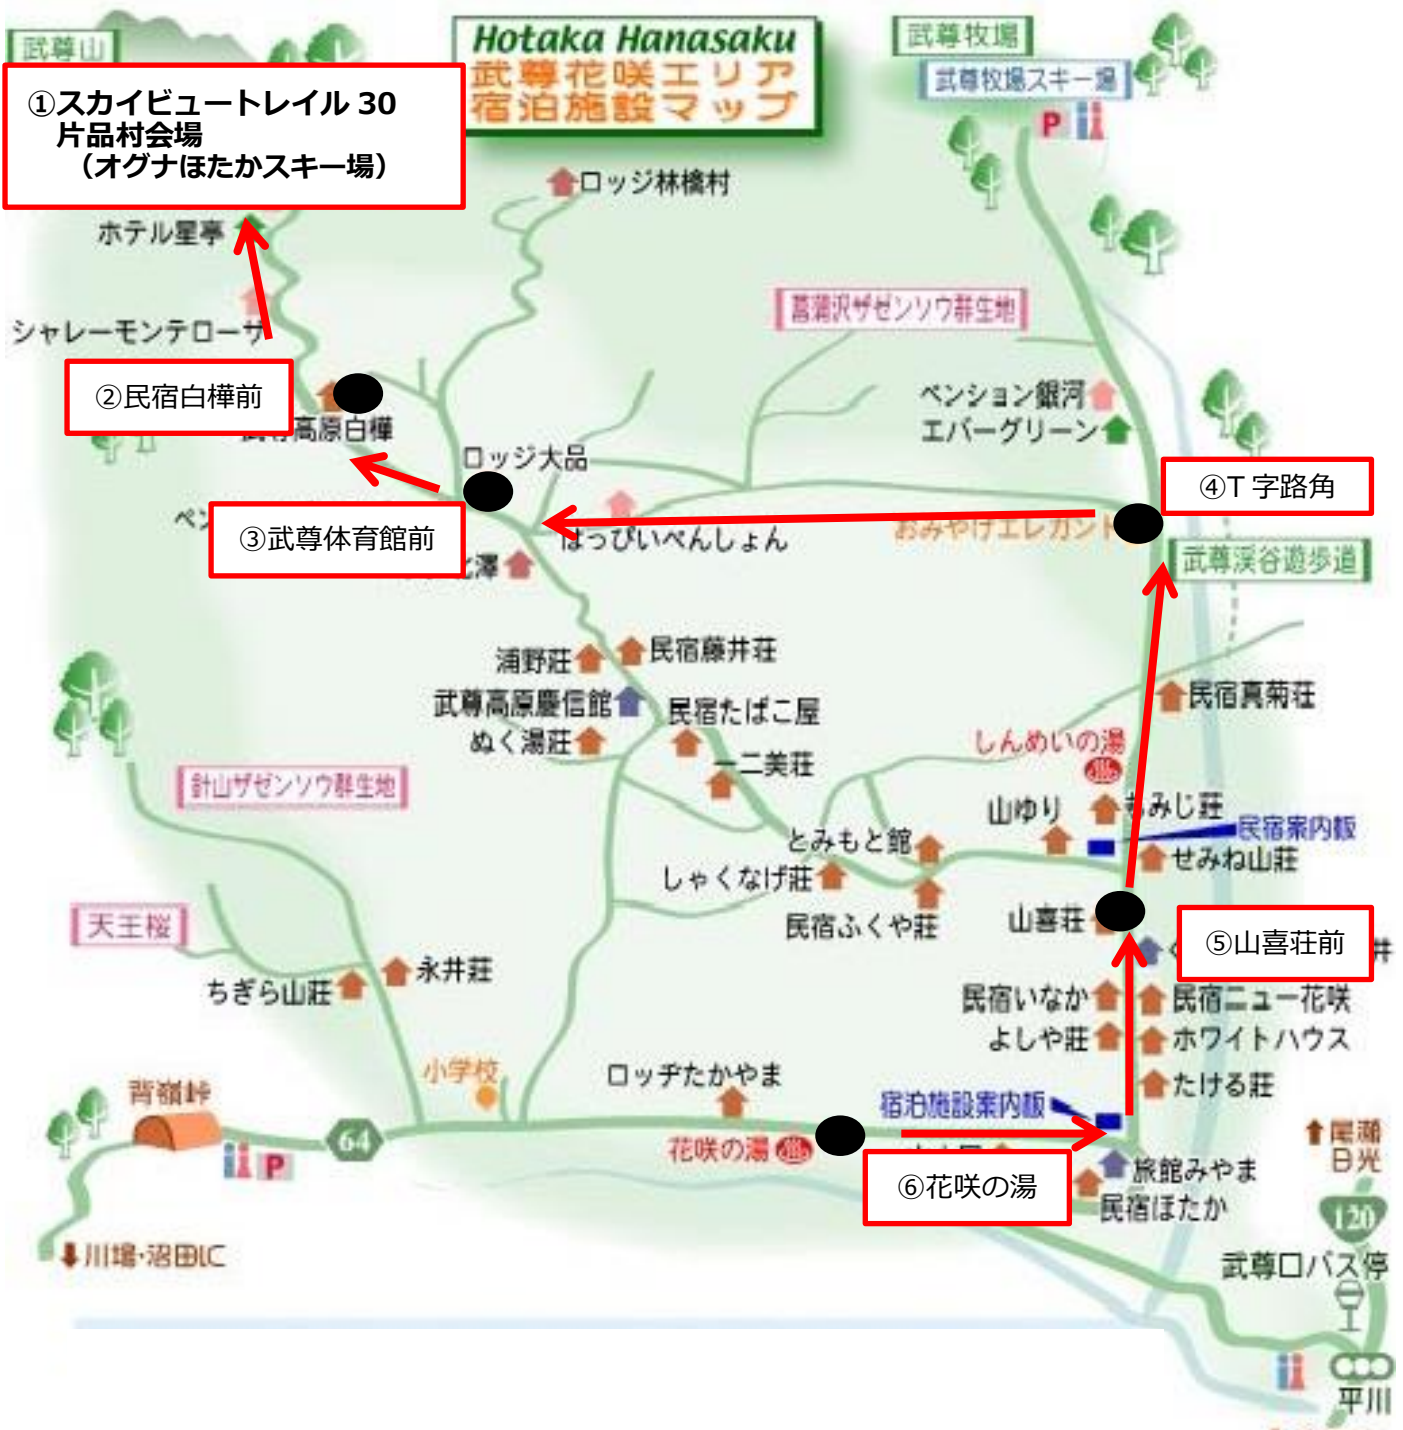 武尊山
Hotaka Hanasaku
武尊花咲エリア
宿泊施設マップ
武尊牧場
武尊牧場スキー場
P
①スカイビュートレイル 30
片品村会場
（オグナほたかスキー場）
ロッジ林檎村
ホテル星亭
菖蒲沢ザゼンソウ群生地
シャレーモンテローザ
②民宿白樺前
武尊高原白樺
ペンション銀河
エバーグリーン
ロッジ大品
④T 字路角
ペン
③武尊体育館前
はっぴいぺんしょん
おみやげエレガント
武尊渓谷遊歩道
北澤
浦野荘
民宿藤井荘
武尊高原慶信館
民宿たばこ屋
民宿真菊荘
ぬく湯荘
一二美荘
しんめいの湯
針山ザゼンソウ群生地
山ゆり
もみじ荘
民宿案内板
とみもと館
せみね山荘
しゃくなげ荘
天王桜
民宿ふくや荘
山喜荘
⑤山喜荘前
く
井
永井荘
ちぎら山荘
民宿いなか
民宿ニュー花咲
よしや荘
ホワイトハウス
小学校
ロッヂたかやま
たける荘
背嶺峠
宿泊施設案内板
64
P
花咲の湯
尾瀬
日光
⑥花咲の湯
旅館みやま
民宿ほたか
120
川場・沼田IC
武尊口バス停
平川